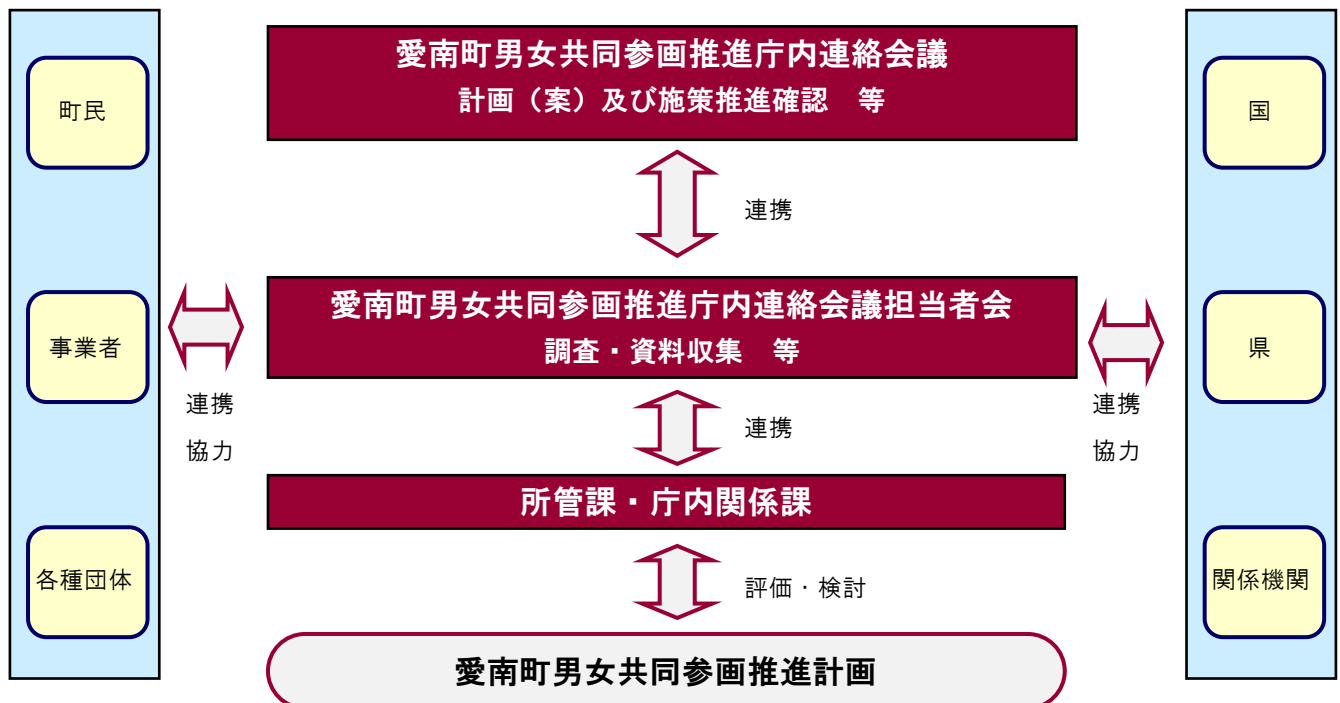 愛南町男女共同参画推進庁内連絡会議
計画（案）及び施策推進確認　等
町民
国
連携
愛南町男女共同参画推進庁内連絡会議担当者会
調査・資料収集　等
事業者
県
連携
協力
連携
連携
協力
所管課・庁内関係課
各種団体
評価・検討
関係機関
愛南町男女共同参画推進計画